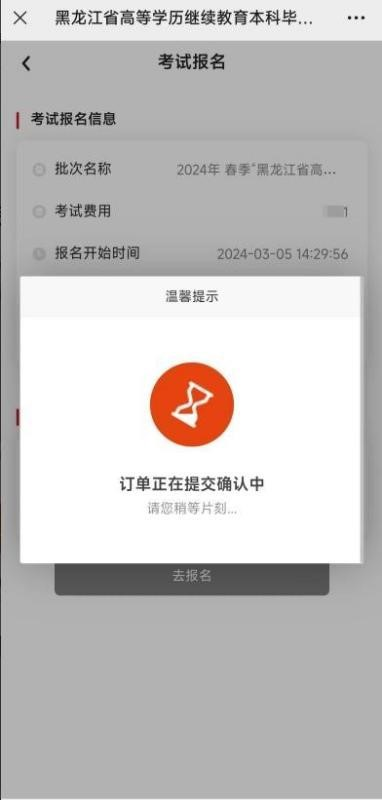 黑龙江省高等学历继续教育本科毕...
考试报名
考试报名信息
批次名称 2024年 春季“黑龙江省高...
考试费用 1
报名开始时间 2024-03-05 14:29:56
温馨提示
订单正在提交确认中
请您稍等片刻...
去报名